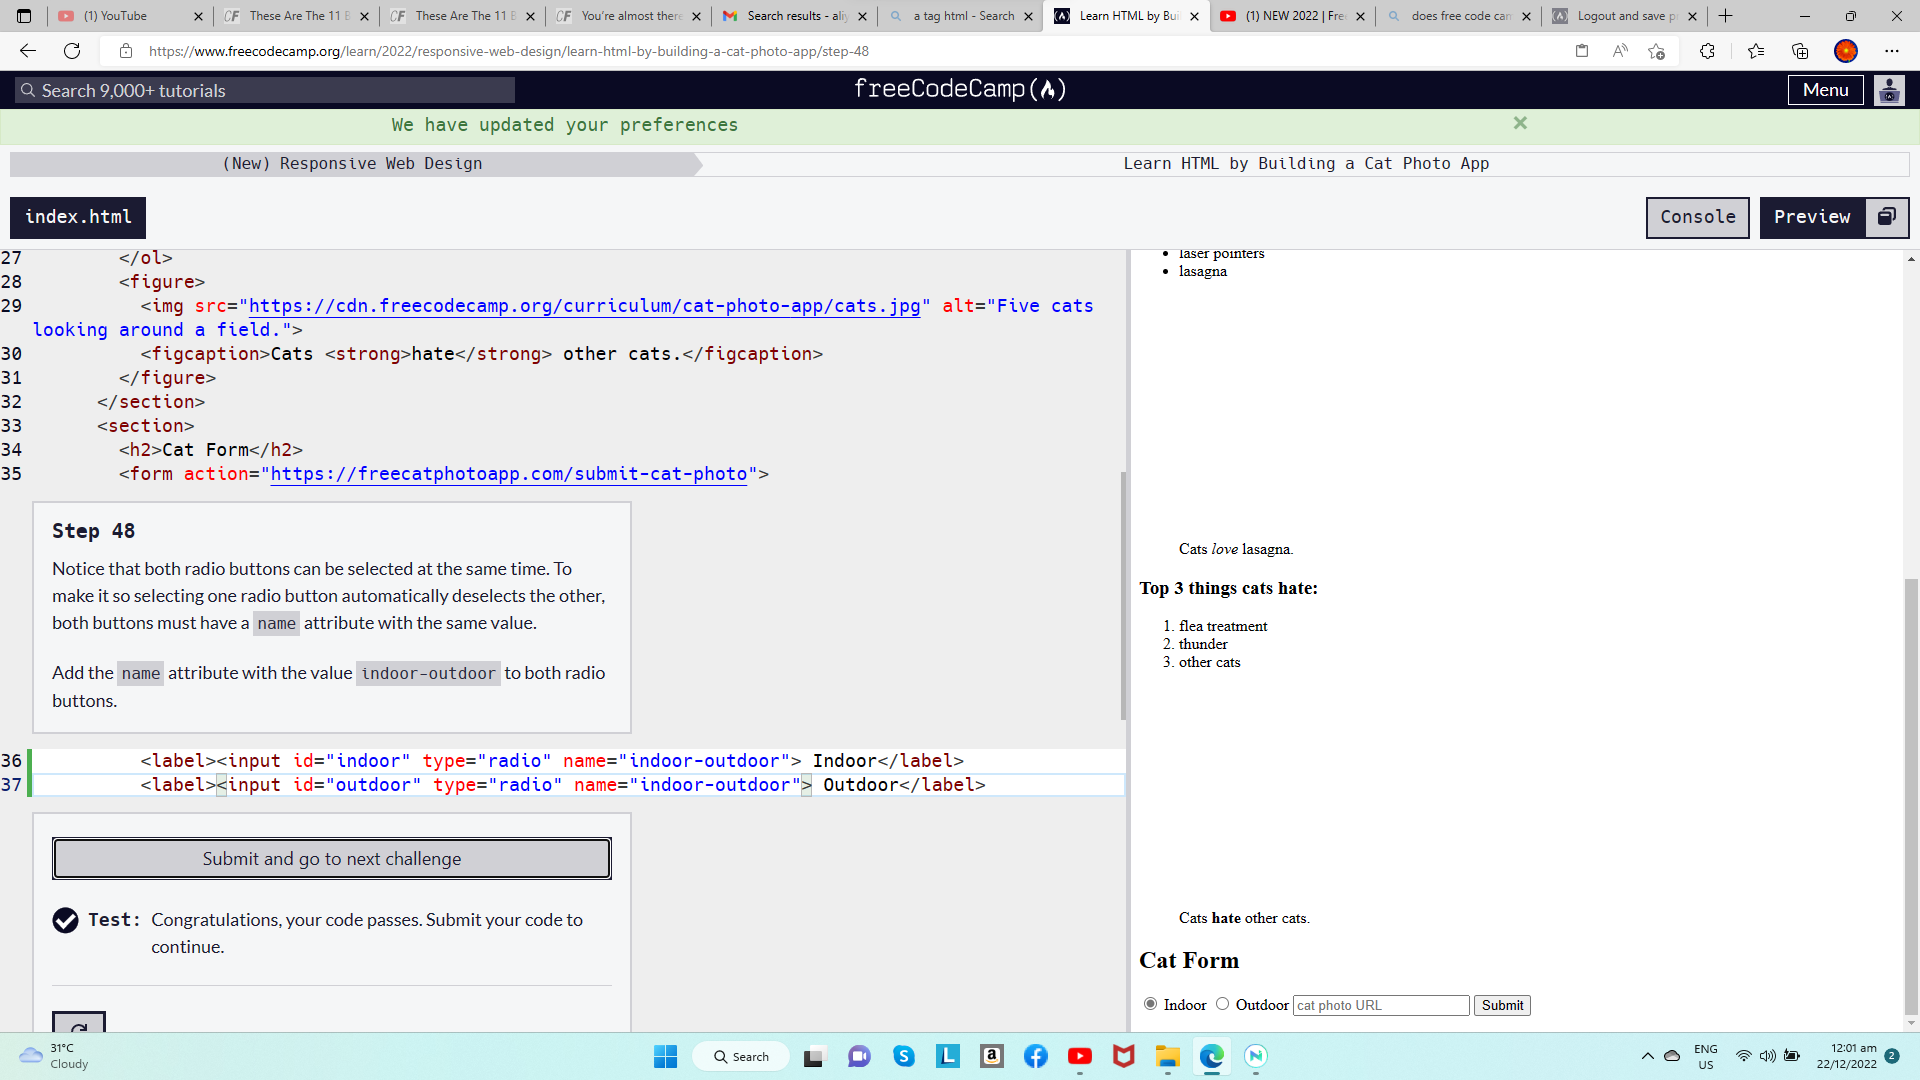 (1) YouTube
These Are The 11
These Are The 11
You're almost there
Search results - ali
a tag html - Search
Learn HTML by Bui
(1) NEW 2022 | Fre
does free code can
Logout and save p
https://www.freecodecamp.org/learn/2022/responsive-web-design/learn-html-by-building-a-cat-photo-app/step-48
Search 9,000+ tutorials
freeCodeCamp
Menu
We have updated your preferences
(New) Responsive Web Design
Learn HTML by Building a Cat Photo App
index.html
Console
Preview
27 </ol>
28 <figure>
29 <img src="https://cdn.freecodecamp.org/curriculum/cat-photo-app/cats.jpg" alt="Five cats
looking around a field.">
30 <figcaption>Cats <strong>hate</strong> other cats.</figcaption>
31 </figure>
32 </section>
33 <section>
34 <h2>Cat Form</h2>
35 <form action="https://freecatphotoapp.com/submit-cat-photo">
Step 48
Notice that both radio buttons can be selected at the same time. To
make it so selecting one radio button automatically deselects the other,
both buttons must have a name attribute with the same value.
Add the name attribute with the value indoor-outdoor to both radio
buttons.
36 <label><input id="indoor" type="radio" name="indoor-outdoor"> Indoor</label>
37 <label><input id="outdoor" type="radio" name="indoor-outdoor"> Outdoor</label>
Submit and go to next challenge
Test: Congratulations, your code passes. Submit your code to
continue.
laser pointers
lasagna
Cats love lasagna.
Top 3 things cats hate:
1. flea treatment
2. thunder
3. other cats
Cats hate other cats.
Cat Form
Indoor Outdoor cat photo URL Submit
31°C
Cloudy
Search
ENG
US
12:01 am
22/12/2022
2